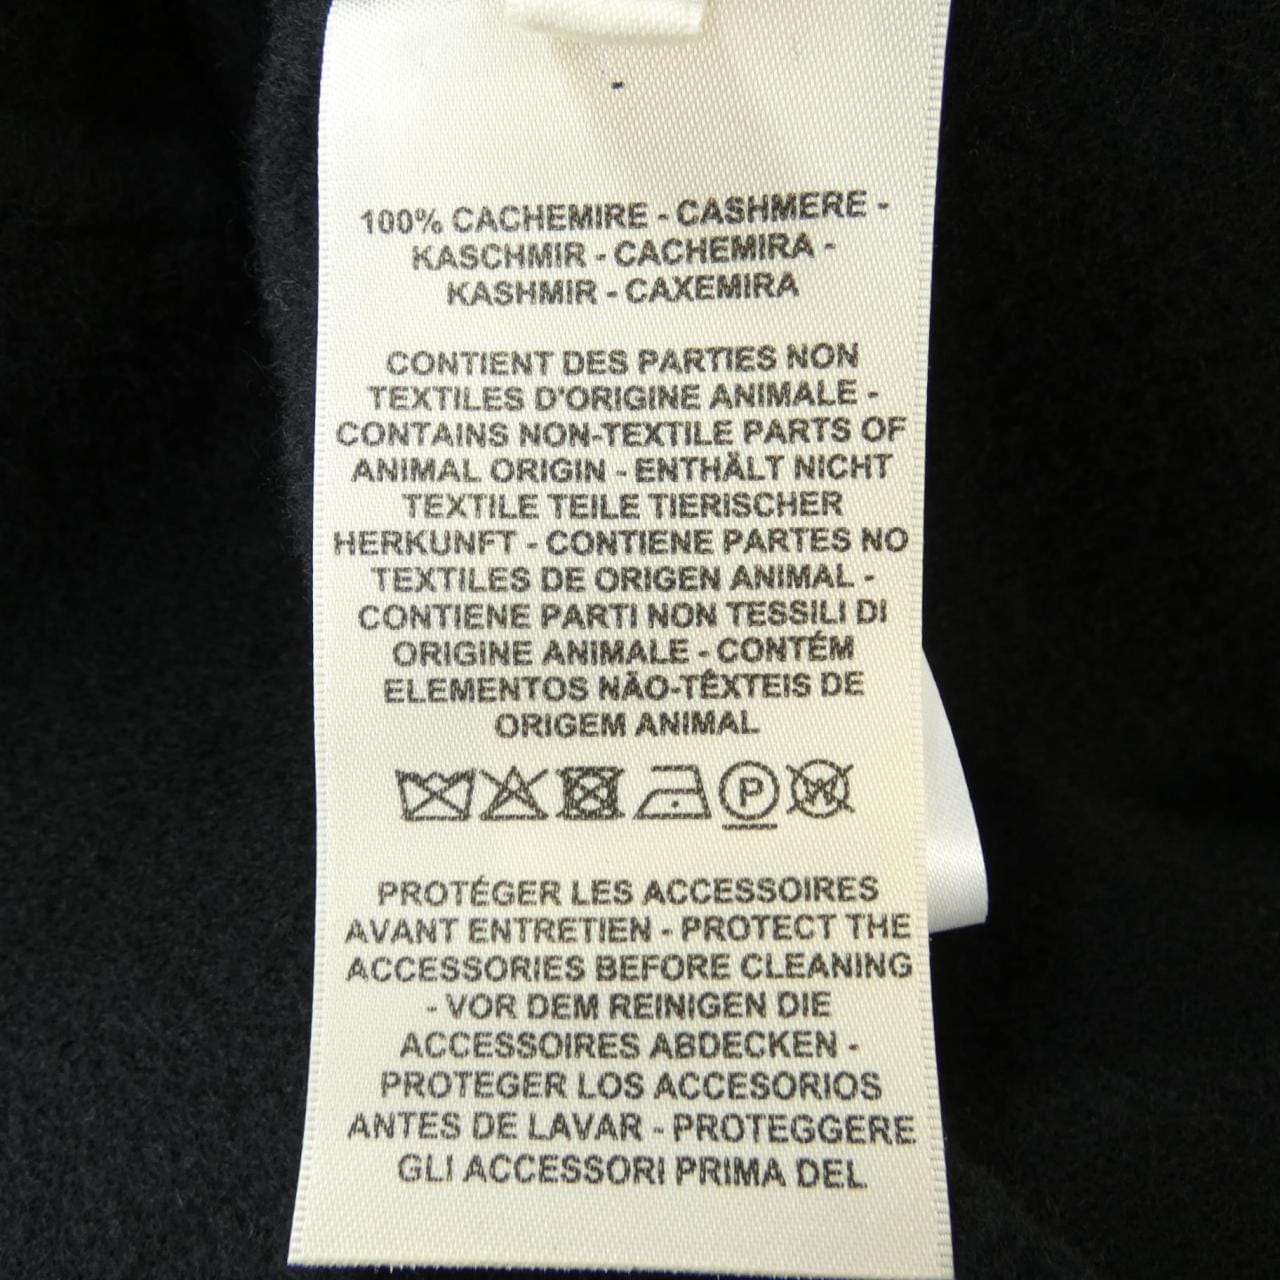 100% CACHEMIRE - CASHMERE -
KASCHMIR - CACHEMIRA -
KASHMIR - CAXEMIRA
CONTIENT DES PARTIES NON
TEXTILES D'ORIGINE ANIMALE -
CONTAINS NON-TEXTILE PARTS OF
ANIMAL ORIGIN - ENTHÄLT NICHT
TEXTILE TEILE TIERISCHER
HERKUNFT - CONTIENE PARTES NO
TEXTILES DE ORIGEN ANIMAL -
CONTIENE PARTI NON TESSILI DI
ORIGINE ANIMALE - CONTÉM
ELEMENTOS NÃO-TÊXTEIS DE
ORIGEM ANIMAL
P W
PROTÉGER LES ACCESSOIRES
AVANT ENTRETIEN - PROTECT THE
ACCESSORIES BEFORE CLEANING
- VOR DEM REINIGEN DIE
ACCESSOIRES ABDECKEN -
PROTEGER LOS ACCESORIOS
ANTES DE LAVAR - PROTEGGERE
GLI ACCESSORI PRIMA DEL